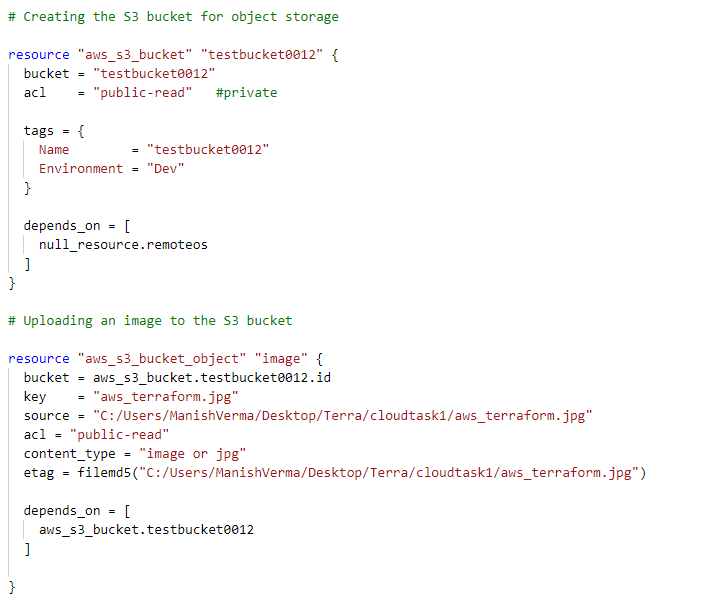 # Creating the S3 bucket for object storage
resource "aws_s3_bucket" "testbucket0012" {
bucket = "testbucket0012"
acl    = "public-read"   #private
tags = {
Name        = "testbucket0012"
Environment = "Dev"
}
depends_on = [
null_resource.remoteos
]
}
# Uploading an image to the S3 bucket
resource "aws_s3_bucket_object" "image" {
bucket = aws_s3_bucket.testbucket0012.id
key    = "aws_terraform.jpg"
source = "C:/Users/ManishVerma/Desktop/Terra/cloudtask1/aws_terraform.jpg"
acl = "public-read"
content_type = "image or jpg"
etag = filemd5("C:/Users/ManishVerma/Desktop/Terra/cloudtask1/aws_terraform.jpg")
depends_on = [
aws_s3_bucket.testbucket0012
]
}